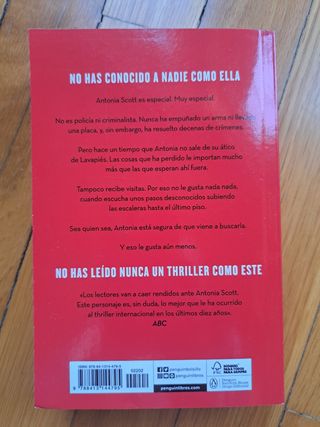 NO HAS CONOCIDO A NADIE COMO ELLA
Antonia Scott es especial. Muy especial.
No es policía ni criminalista. Nunca ha empuñado un arma ni llevado
una placa, y, sin embargo, ha resuelto decenas de crímenes.
Pero hace un tiempo que Antonia no sale de su ático
de Lavapiés. Las cosas que ha perdido le importan mucho
más que las que esperan ahí fuera.
Tampoco recibe visitas. Por eso no le gusta nada nada,
cuando escucha unos pasos desconocidos subiendo
las escaleras hasta el último piso.
Sea quien sea, Antonia está segura de que viene a buscarla.
Y eso le gusta aún menos.
NO HAS LEÍDO NUNCA UN THRILLER COMO ESTE
«Los lectores van a caer rendidos ante Antonia Scott.
Este personaje es, sin duda, lo mejor que le ha ocurrido
al thriller internacional en los últimos diez años».
ABC
02202
penguinlibros.com
FSC
Penguin